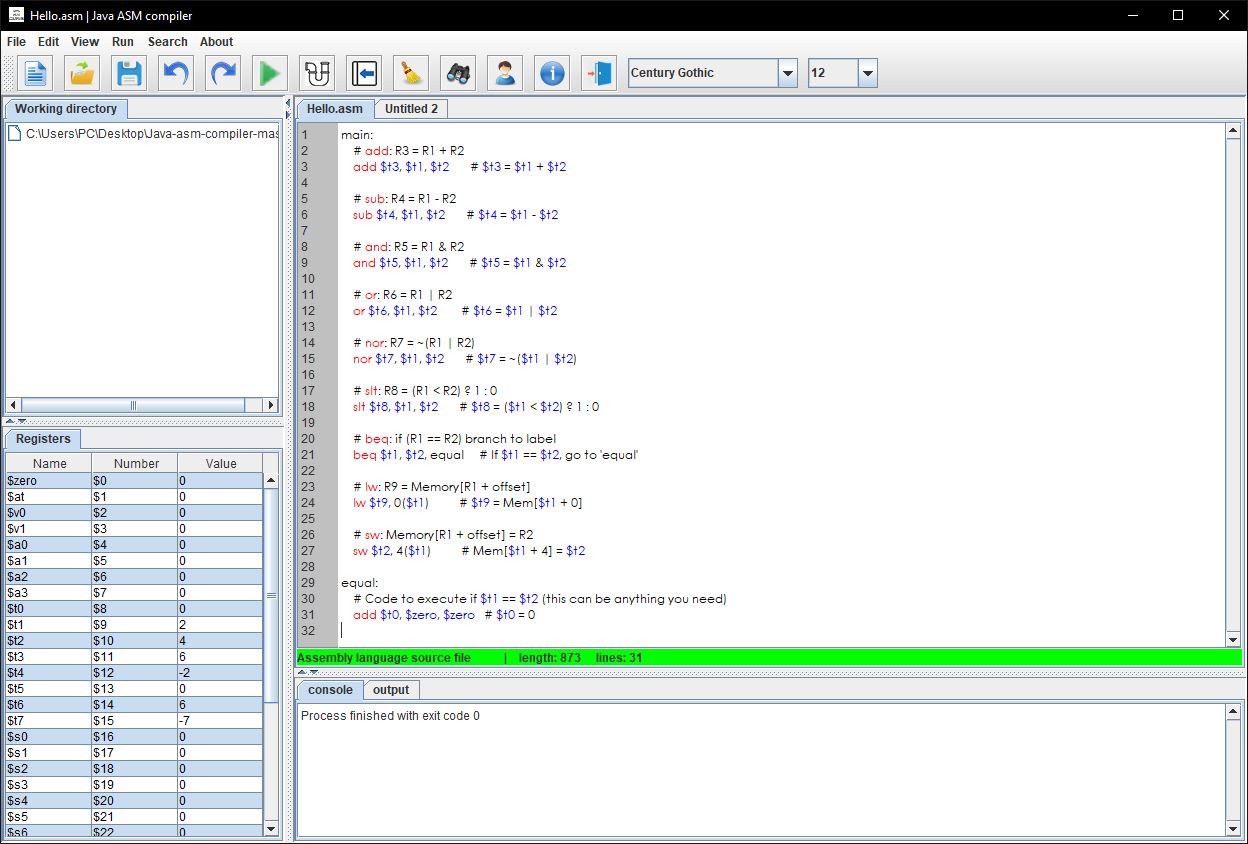 Hello.asm | Java ASM compiler
File Edit View Run Search About
Century Gothic 12
Working directory
C:\Users\PC\Desktop\Java-asm-compiler-mas
Hello.asm Untitled 2
1 main:
2 # add: R3 = R1 + R2
3 add $t3, $t1, $t2 # $t3 = $t1 + $t2
4
5 # sub: R4 = R1 - R2
6 sub $t4, $t1, $t2 # $t4 = $t1 - $t2
7
8 # and: R5 = R1 & R2
9 and $t5, $t1, $t2 # $t5 = $t1 & $t2
10
11 # or: R6 = R1 | R2
12 or $t6, $t1, $t2 # $t6 = $t1 | $t2
13
14 # nor: R7 = ~(R1 | R2)
15 nor $t7, $t1, $t2 # $t7 = ~($t1 | $t2)
16
17 # slt: R8 = (R1 < R2) ? 1 : 0
18 slt $t8, $t1, $t2 # $t8 = ($t1 < $t2) ? 1 : 0
19
20 # beq: if (R1 == R2) branch to label
21 beq $t1, $t2, equal # If $t1 == $t2, go to 'equal'
22
23 # lw: R9 = Memory[R1 + offset]
24 lw $t9, 0($t1) # $t9 = Mem[$t1 + 0]
25
26 # sw: Memory[R1 + offset] = R2
27 sw $t2, 4($t1) # Mem[$t1 + 4] = $t2
28
29 equal:
30 # Code to execute if $t1 == $t2 (this can be anything you need)
31 add $t0, $zero, $zero # $t0 = 0
32
Assembly language source file | length: 873 lines: 31
Registers
Name Number Value
$zero $0 0
$at $1 0
$v0 $2 0
$v1 $3 0
$a0 $4 0
$a1 $5 0
$a2 $6 0
$a3 $7 0
$t0 $8 0
$t1 $9 2
$t2 $10 4
$t3 $11 6
$t4 $12 -2
$t5 $13 0
$t6 $14 6
$t7 $15 -7
$s0 $16 0
$s1 $17 0
$s2 $18 0
$s3 $19 0
$s4 $20 0
$s5 $21 0
$s6 $22 0
console output
Process finished with exit code 0